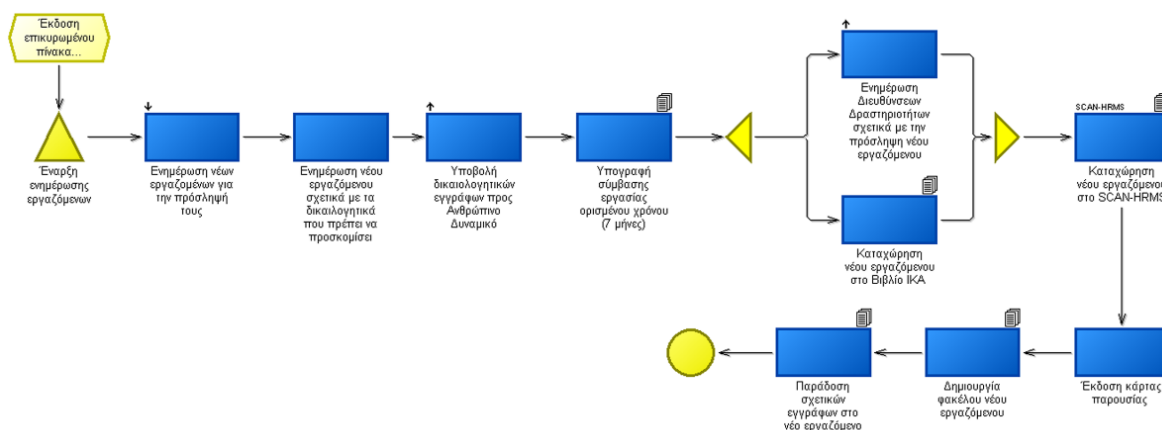 Έκδοση
επικυρωμένου
πίνακα...
Έναρξη
ενημέρωσης
εργαζόμενων
Ενημέρωση νέων
εργαζομένων για
την πρόσληψή
τους
Ενημέρωση νέου
εργαζόμενου
σχετικά με τα
δικαιλογητικά
που πρέπει να
προσκομίσει
Υποβολή
δικαιολογητικών
εγγράφων προς
Ανθρώπινο
Δυναμικό
Υπογραφή
σύμβασης
εργασίας
ορισμένου χρόνου
(7 μήνες)
Ενημέρωση
Διευθύνσεων
Δραστηριοτήτων
σχετικά με την
πρόσληψη νέου
εργαζόμενου
Καταχώρηση
νέου εργαζόμενου
στο Βιβλίο ΙΚΑ
SCAN-HRMS
Καταχώρηση
νέου εργαζόμενου
στο SCAN-HRMS
Έκδοση κάρτας
παρουσίας
Δημιουργία
φακέλου νέου
εργαζόμενου
Παράδοση
σχετικών
εγγράφων στο
νέο εργαζόμενο